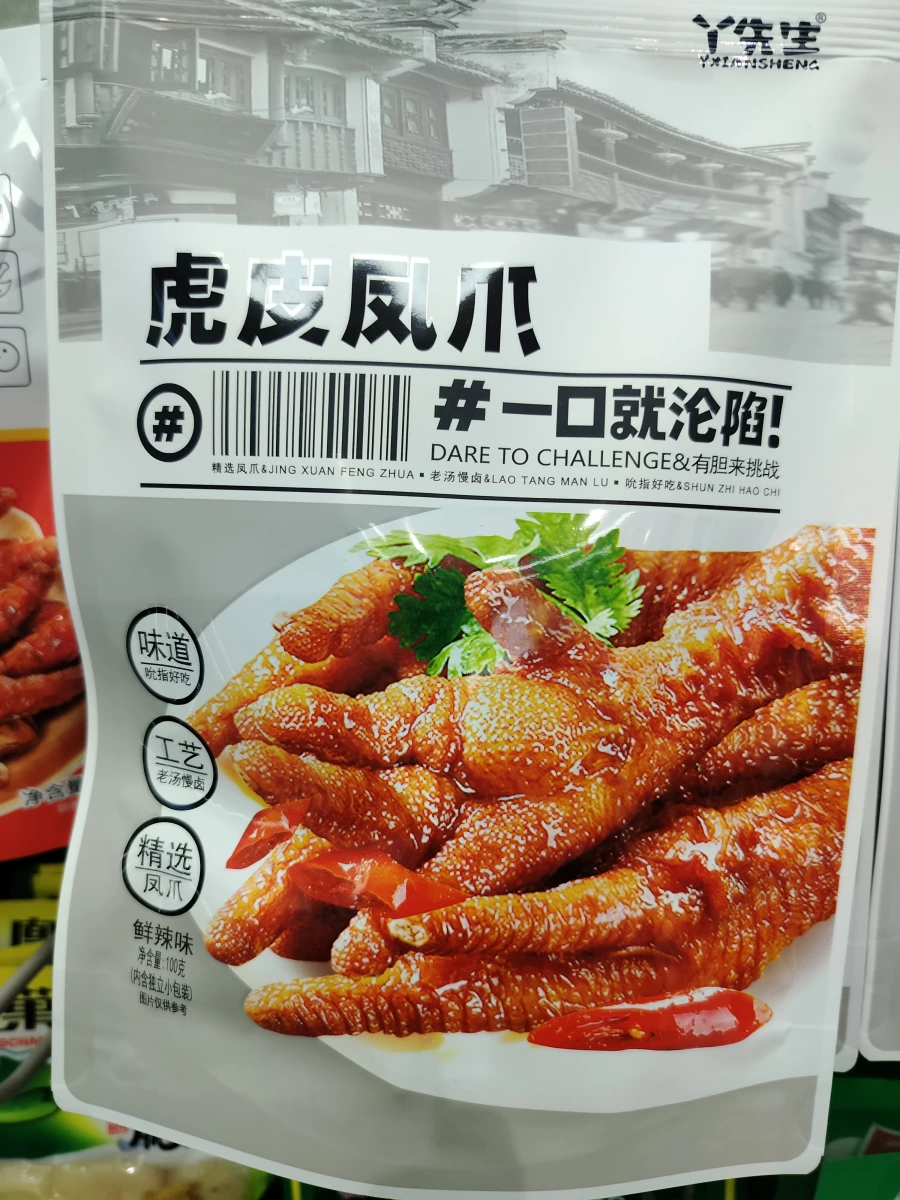 丫先生®
YXIANSHENG
虎皮凤爪
#
#一口就沦陷!
DARE TO CHALLENGE&有胆来挑战
精选凤爪&JING XUAN FENG ZHUA ▪ 老汤慢卤&LAO TANG MAN LU ▪ 吮指好吃&SHUN ZHI HAO CHI
味道
吮指好吃
工艺
老汤慢卤
精选
凤爪
鲜辣味
净含量:100克
(内含独立小包装)
图片仅供参考